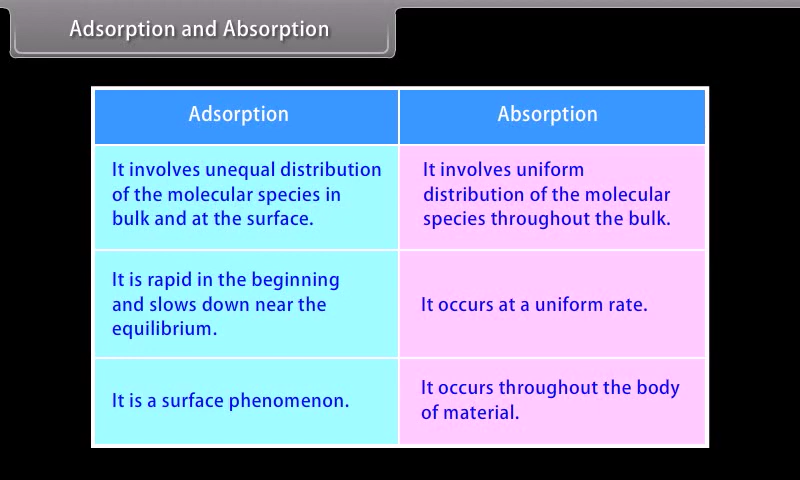 Adsorption and Absorption
Adsorption
Absorption
It involves unequal distribution
of the molecular species in
bulk and at the surface.
It involves uniform
distribution of the molecular
species throughout the bulk.
It is rapid in the beginning
and slows down near the
equilibrium.
It occurs at a uniform rate.
It is a surface phenomenon.
It occurs throughout the body
of material.